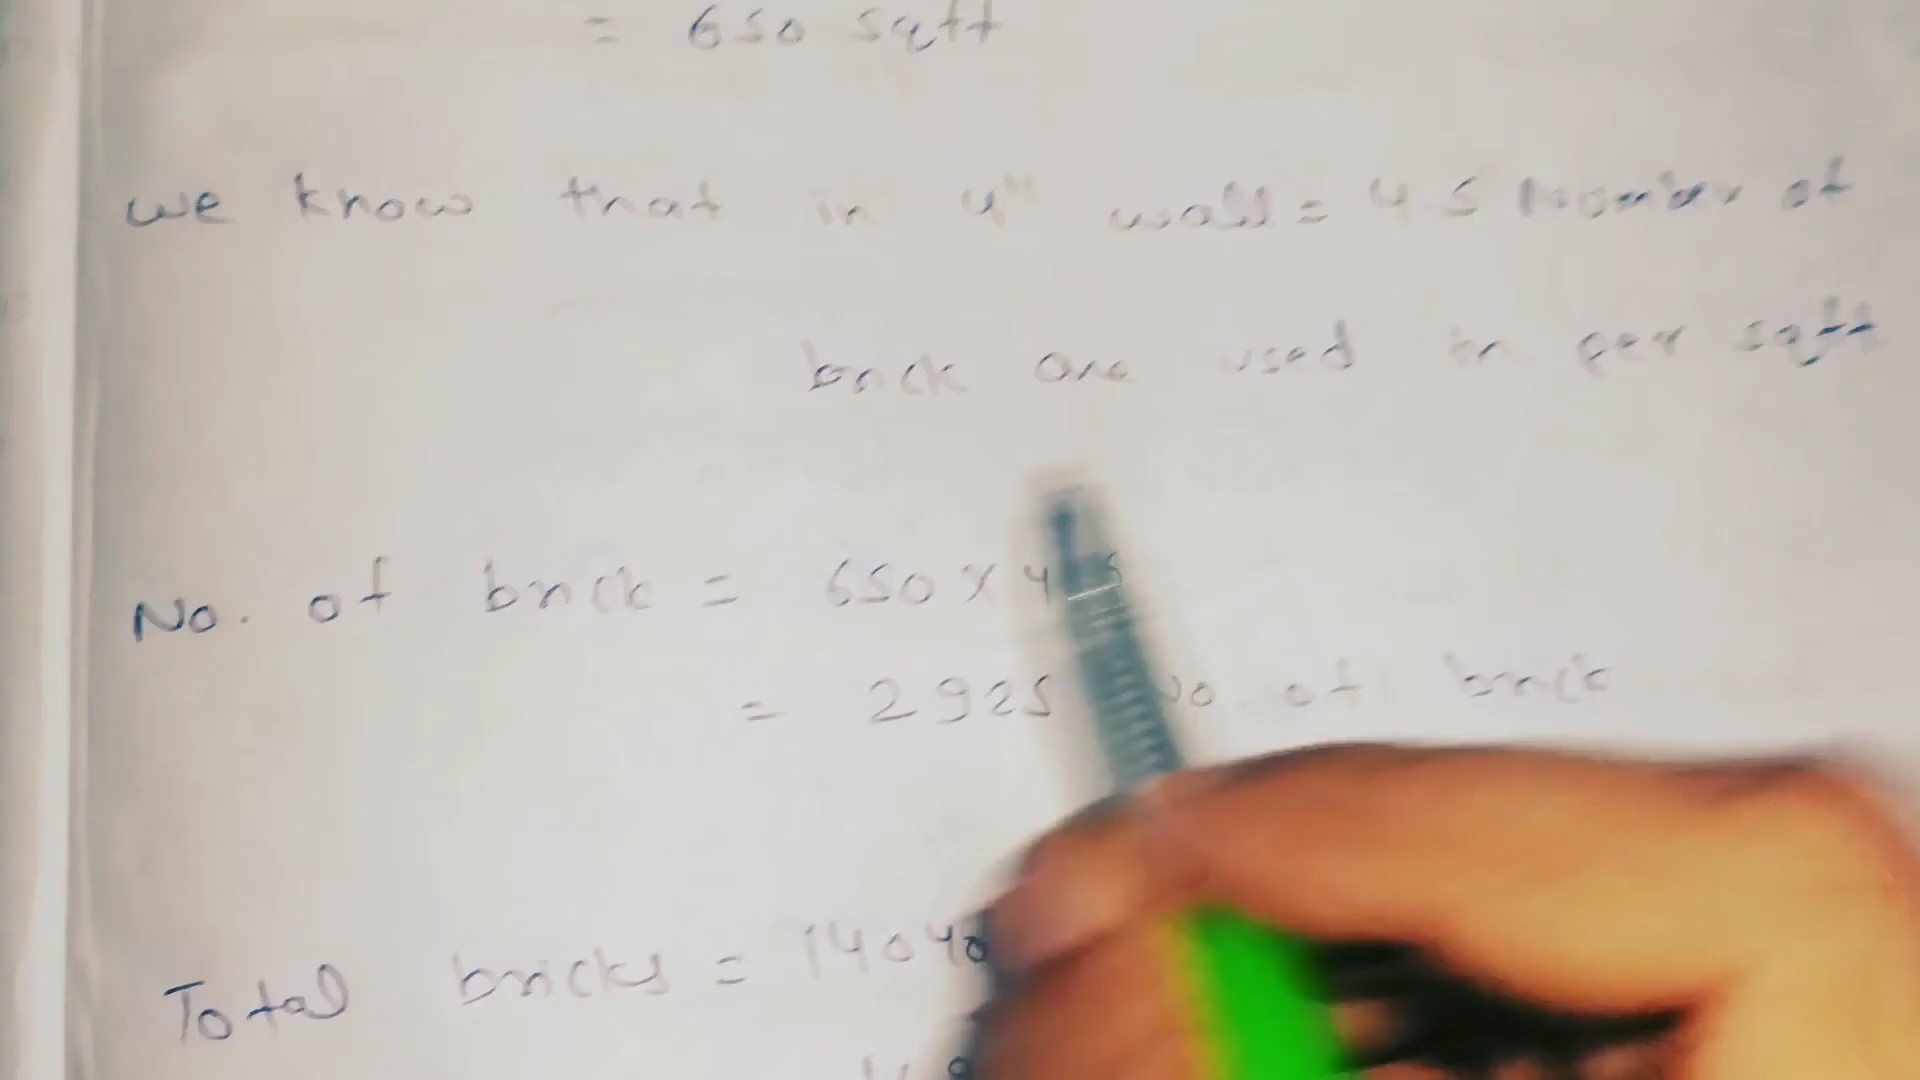 = 650 sqft
We know that in 4" wall = 4 5 Number of
brick are used in per sqft
No. of brick = 650 x 4
= 2925 No. of brick
Total bricks = 14040